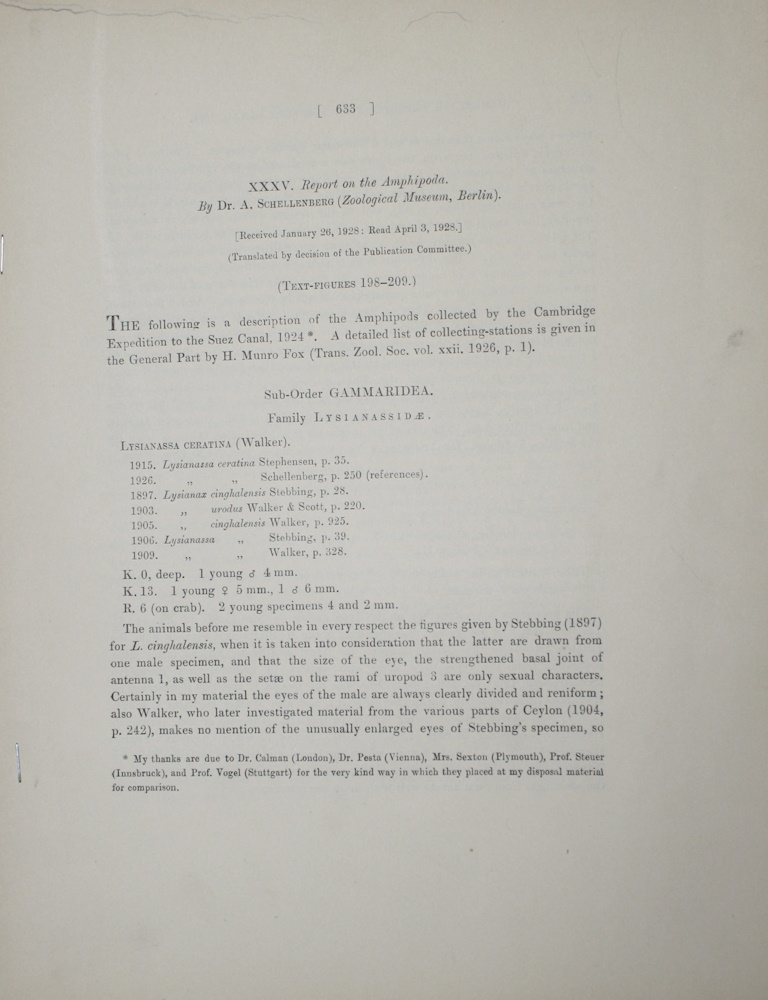 [ 633 ]
XXXV. Report on the Amphipoda.
By Dr. A. SCHELLENBERG (Zoological Museum, Berlin).
[Received January 26, 1928: Read April 3, 1928.]
(Translated by decision of the Publication Committee.)
(TEXT-FIGURES 198–209.)
THE following is a description of the Amphipods collected by the Cambridge
Expedition to the Suez Canal, 1924 *. A detailed list of collecting-stations is given in
the General Part by H. Munro Fox (Trans. Zool. Soc. vol. xxii. 1926, p. 1).
Sub-Order GAMMARIDEA.
Family LYSIANASSIDÆ.
LYSIANASSA CERATINA (Walker).
1915. Lysianassa ceratina Stephensen, p. 35.
1926. „ „ Schellenberg, p. 250 (references).
1897. Lysianax cinghalensis Stebbing, p. 28.
1903. „ urodus Walker & Scott, p. 220.
1905. „ cinghalensis Walker, p. 925.
1906. Lysianassa „ Stebbing, p. 39.
1909. „ „ Walker, p. 328.
K. 0, deep. 1 young ♂ 4 mm.
K. 13. 1 young ♀ 5 mm., 1 ♂ 6 mm.
R. 6 (on crab). 2 young specimens 4 and 2 mm.
The animals before me resemble in every respect the figures given by Stebbing (1897)
for L. cinghalensis, when it is taken into consideration that the latter are drawn from
one male specimen, and that the size of the eye, the strengthened basal joint of
antenna 1, as well as the setæ on the rami of uropod 3 are only sexual characters.
Certainly in my material the eyes of the male are always clearly divided and reniform;
also Walker, who later investigated material from the various parts of Ceylon (1904,
p. 242), makes no mention of the unusually enlarged eyes of Stebbing's specimen, so
* My thanks are due to Dr. Calman (London), Dr. Pesta (Vienna), Mrs. Sexton (Plymouth), Prof. Steuer
(Innsbruck), and Prof. Vogel (Stuttgart) for the very kind way in which they placed at my disposal material
for comparison.